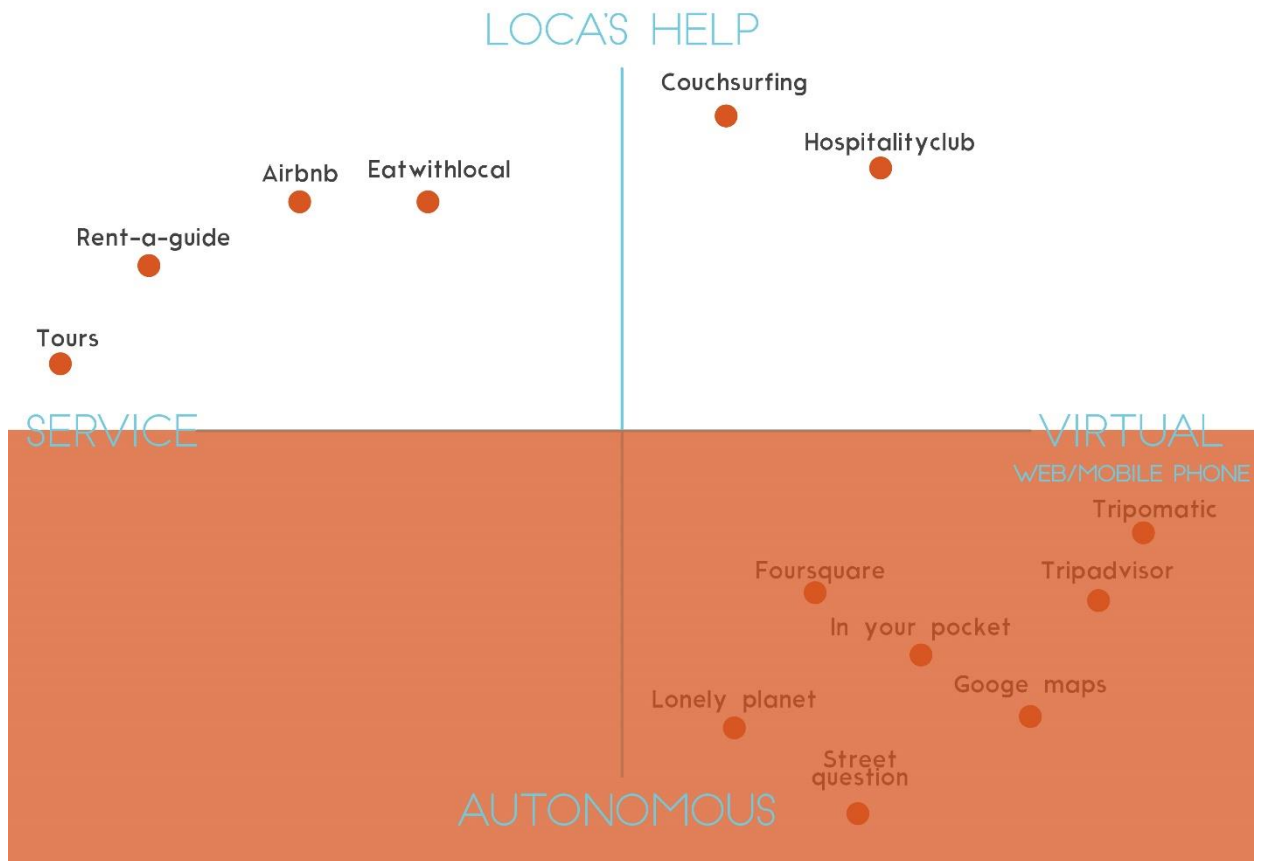 LOCA'S HELP
Couchsurfing
Hospitalityclub
Airbnb
Eatwithlocal
Rent-a-guide
Tours
SERVICE
VIRTUAL
WEB/MOBILE PHONE
Tripomatic
Foursquare
Tripadvisor
In your pocket
Googe maps
Lonely planet
Street
question
AUTONOMOUS